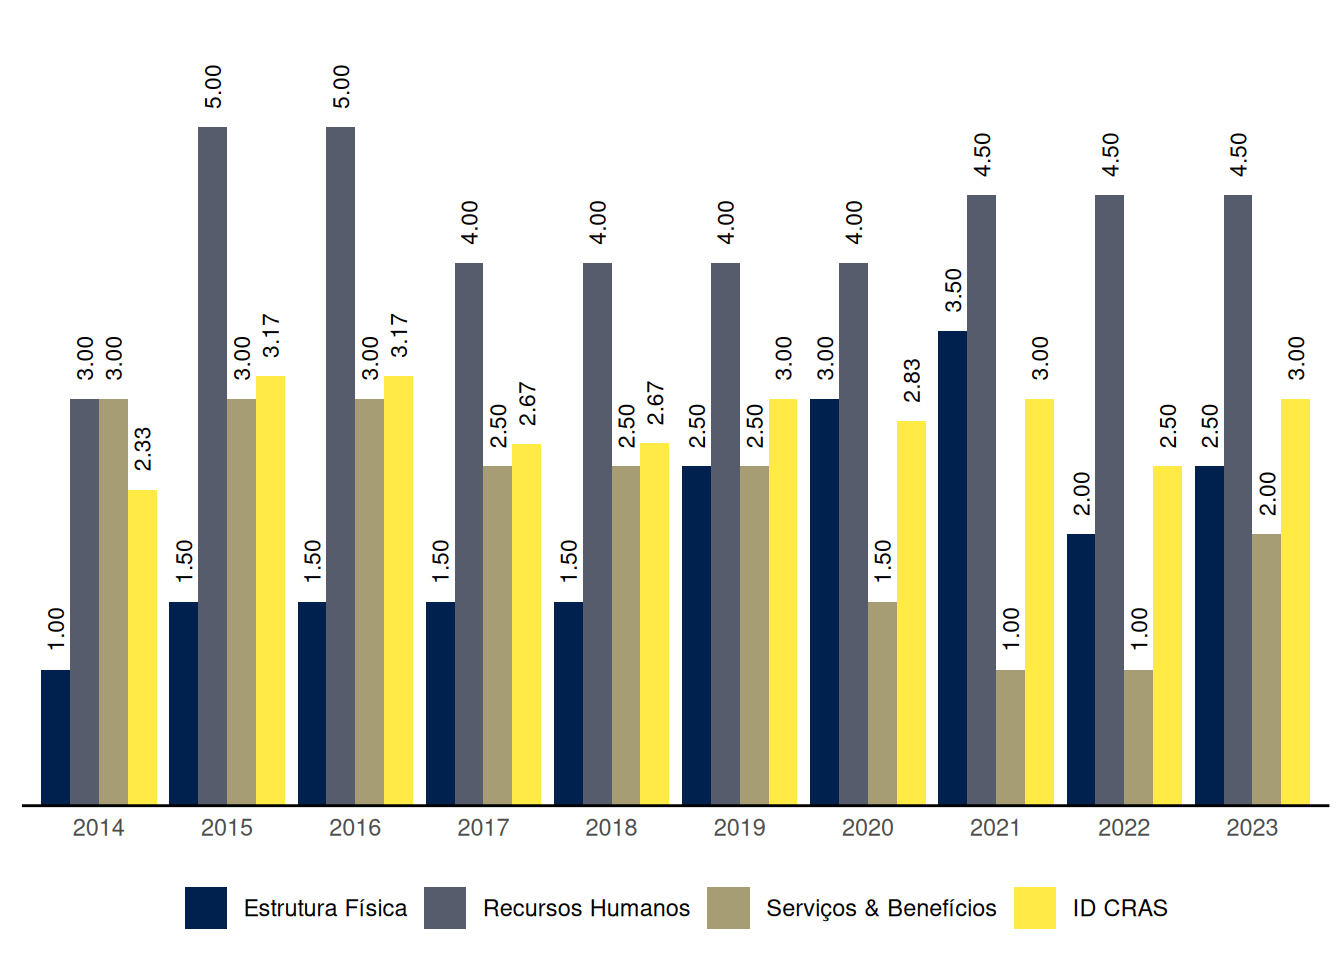 1.00 3.00 3.00 2.33
1.50 5.00 3.00 3.17
1.50 5.00 3.00 3.17
1.50 4.00 2.50 2.67
1.50 4.00 2.50 2.67
2.50 4.00 2.50 3.00
3.00 4.00 1.50 2.83
3.50 4.50 1.00 3.00
2.00 4.50 1.00 2.50
2.50 4.50 2.00 3.00
2014 2015 2016 2017 2018 2019 2020 2021 2022 2023
Estrutura Física Recursos Humanos Serviços & Benefícios ID CRAS